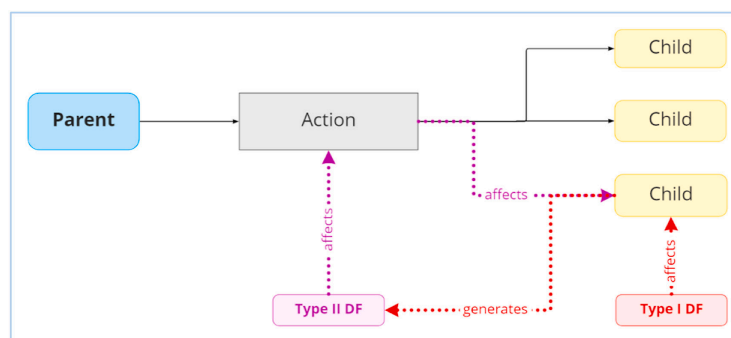 Child
Parent
Action
Child
affects
Child
affects
affects
Type II DF
generates
Type I DF